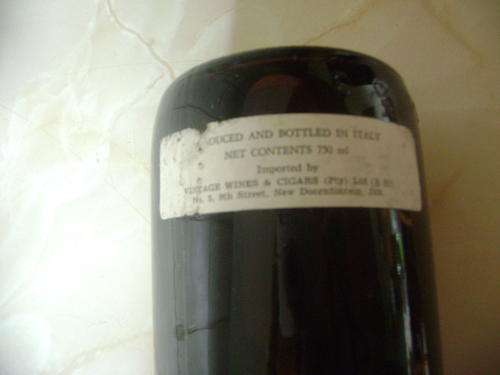 DUCED AND BOTTLED IN ITALY
NET CONTENTS 750 ml
Imported by
VINTAGE WINES & CIGARS (Pty) Ltd
No. 5, 9th Street, New Doornfontein, Jhb.